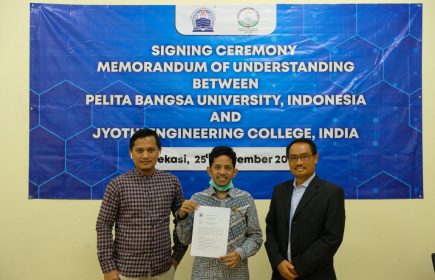 SIGNING CEREMONY
MEMORANDUM OF UNDERSTANDING
BETWEEN
PELITA BANGSA UNIVERSITY, INDONESIA
AND
ENGINEERING COLLEGE, INDIA
25